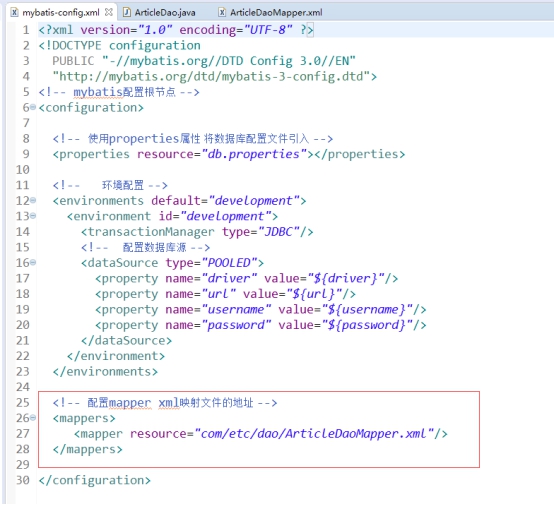 mybatis-config.xml ArticleDao.java ArticleDaoMapper.xml
1 <?xml version="1.0" encoding="UTF-8" ?>
2 <!DOCTYPE configuration
3 PUBLIC "-//mybatis.org//DTD Config 3.0//EN"
4 "http://mybatis.org/dtd/mybatis-3-config.dtd">
5 <!-- mybatis配置根节点 -->
6 <configuration>
7
8 <!-- 使用properties属性 将数据库配置文件引入 -->
9 <properties resource="db.properties"></properties>
10
11 <!-- 环境配置 -->
12 <environments default="development">
13 <environment id="development">
14 <transactionManager type="JDBC"/>
15 <!-- 配置数据库源 -->
16 <dataSource type="POOLED">
17 <property name="driver" value="${driver}"/>
18 <property name="url" value="${url}"/>
19 <property name="username" value="${username}"/>
20 <property name="password" value="${password}"/>
21 </dataSource>
22 </environment>
23 </environments>
24
25 <!-- 配置mapper xml映射文件的地址 -->
26 <mappers>
27 <mapper resource="com/etc/dao/ArticleDaoMapper.xml"/>
28 </mappers>
29
30 </configuration>